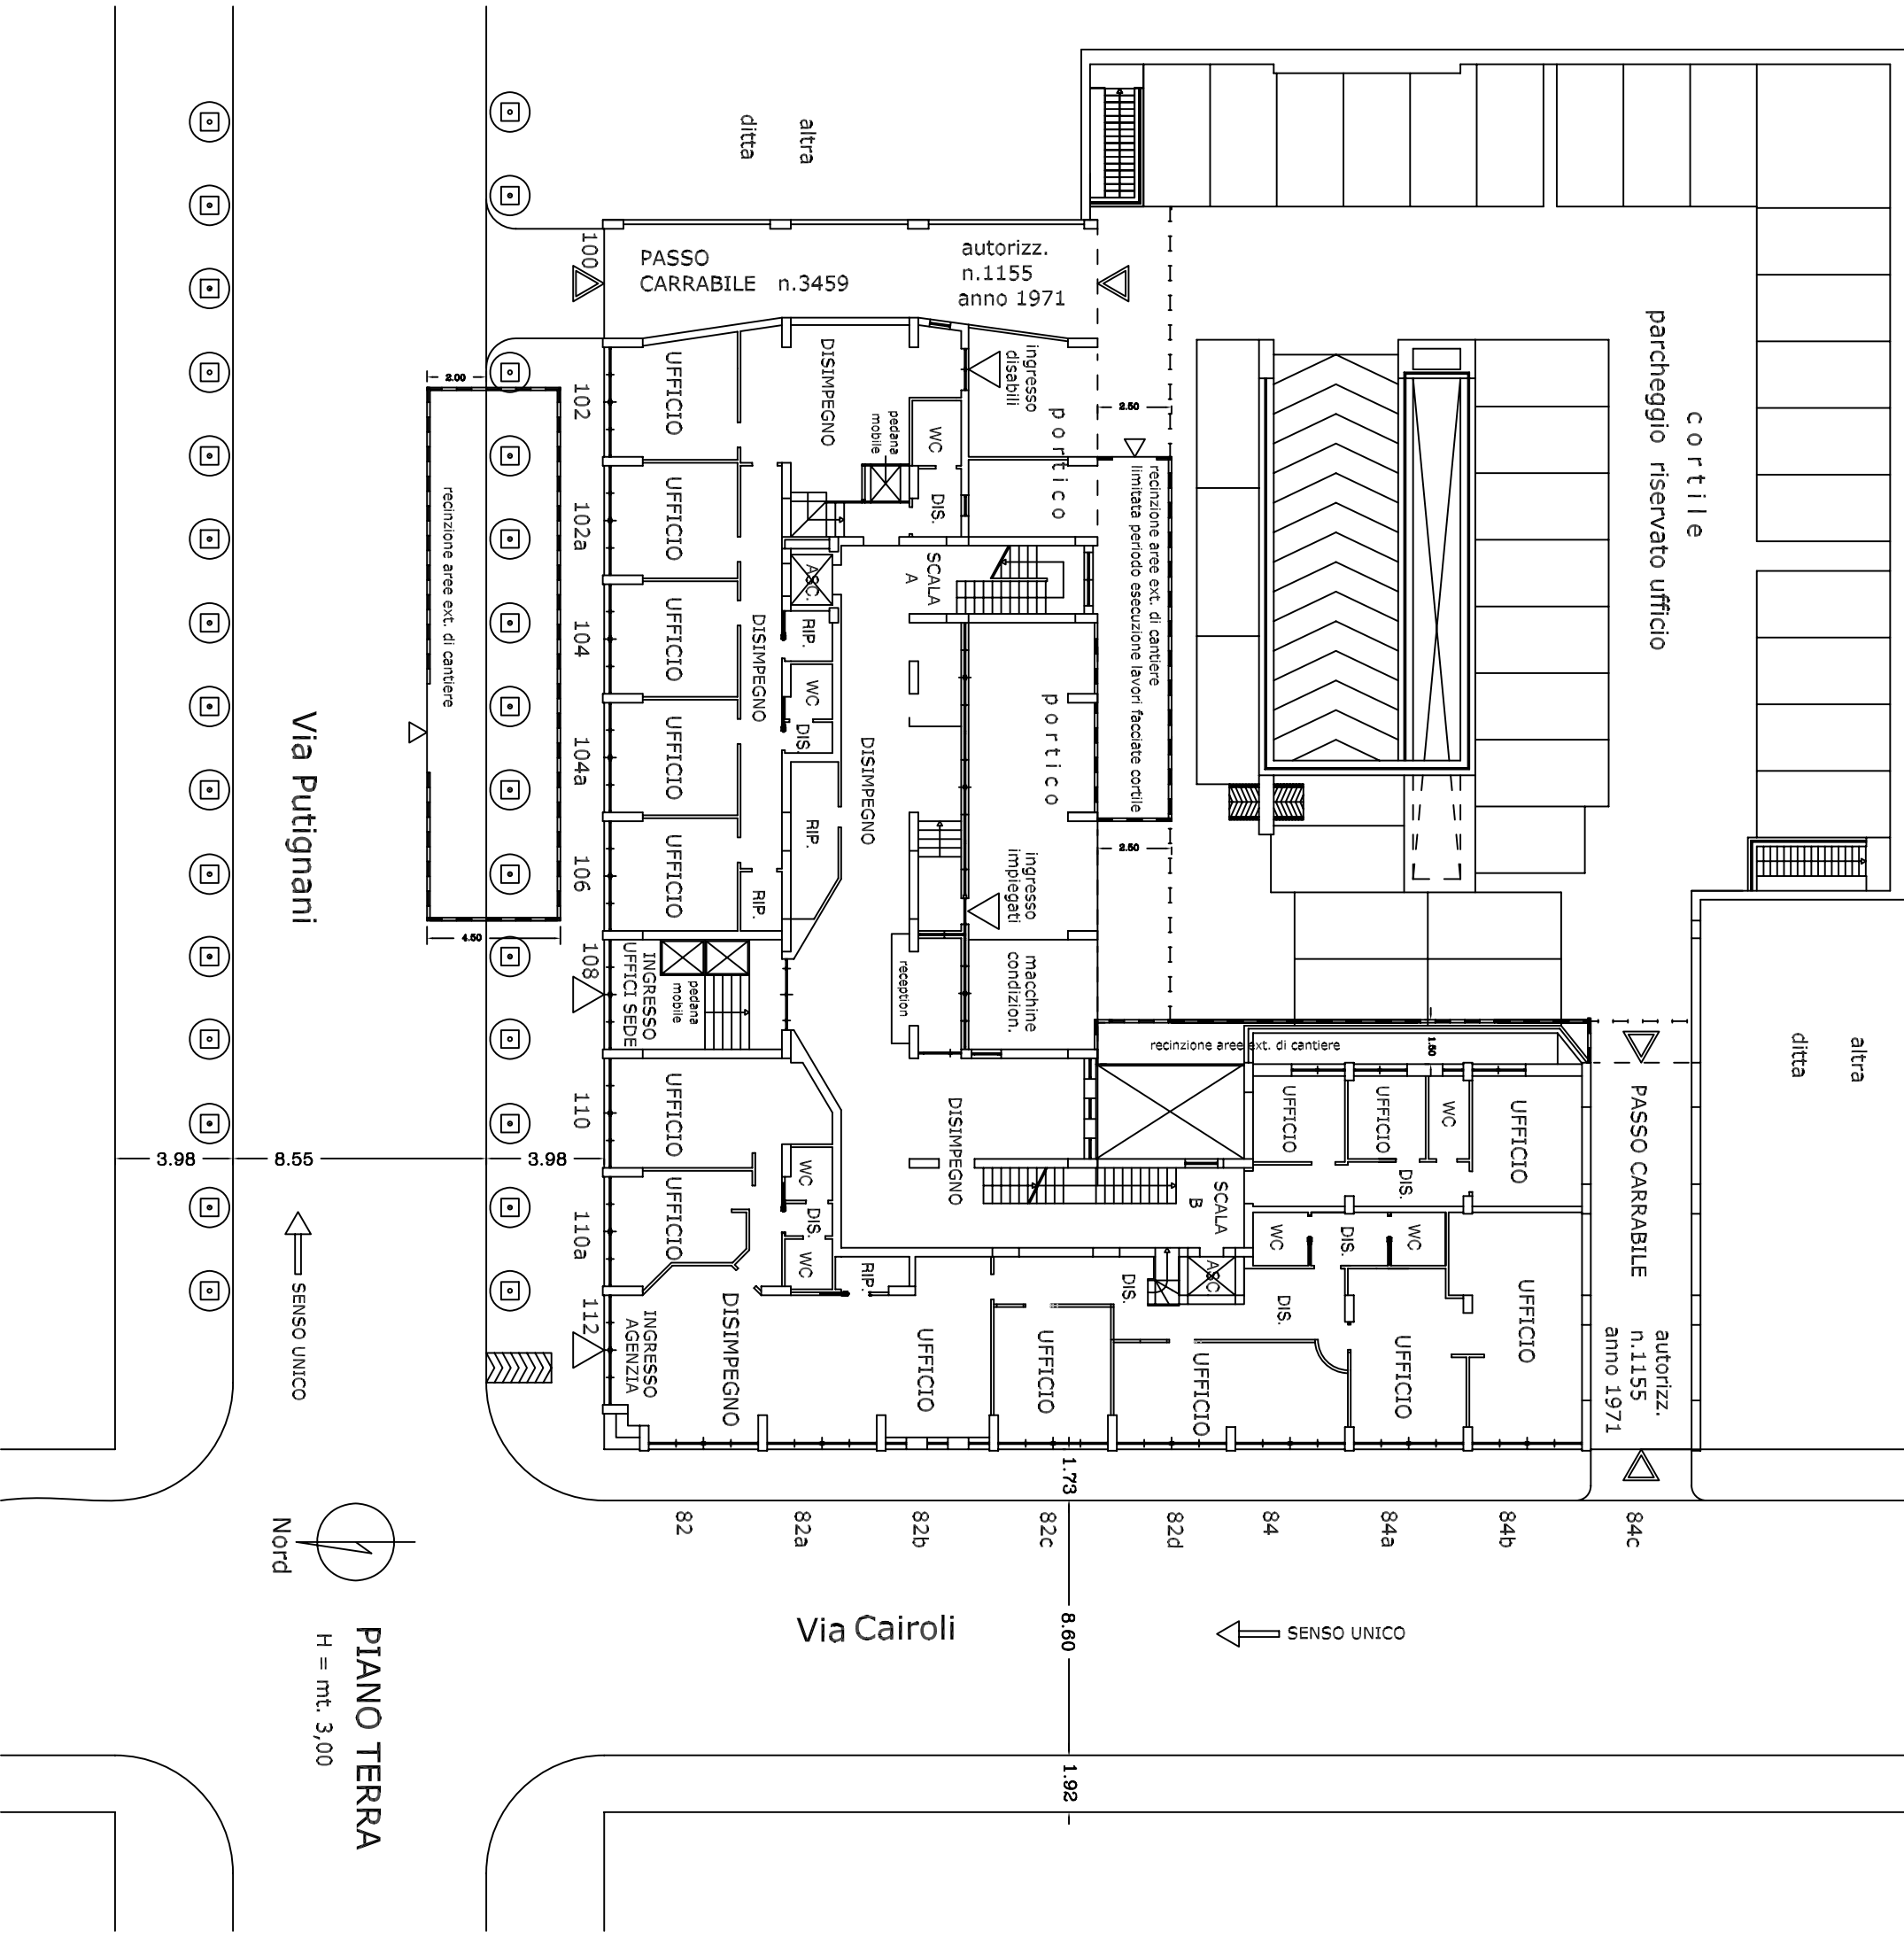 altra
ditta
100
PASSO
CARRABILE n.3459
autorizz.
n.1155
anno 1971
cortile
parcheggio riservato ufficio
ingresso
disabili
portico
2.50
DISIMPEGNO
pedana
mobile
WC
DIS.
UFFICIO
102
2.00
recinzione aree ext. di cantiere
UFFICIO
102a
recinzione aree ext. di cantiere
limitata periodo esecuzione lavori facciate cortile
SCALA
A
ASC.
RIP.
WC
DIS.
DISIMPEGNO
UFFICIO
104
UFFICIO
104a
portico
DISIMPEGNO
RIP.
Via Putignani
UFFICIO
106
RIP.
ingresso
impiegati
2.50
4.50
108
INGRESSO
UFFICI SEDE
pedana
mobile
reception
macchine
condizion.
recinzione aree ext. di cantiere
1.50
altra
ditta
UFFICIO
110
DISIMPEGNO
UFFICIO
UFFICIO
WC
UFFICIO
DIS.
PASSO CARRABILE
autorizz.
n.1155
anno 1971
3.98
8.55
3.98
UFFICIO
110a
WC
DIS.
WC
RIP.
SCALA
B
WC
DIS.
WC
ASC.
DIS.
DIS.
SENSO UNICO
112
INGRESSO
AGENZIA
DISIMPEGNO
UFFICIO
UFFICIO
UFFICIO
UFFICIO
UFFICIO
1.73
82
82a
82b
82c
82d
84
84a
84b
84c
Nord
8.60
Via Cairoli
SENSO UNICO
PIANO TERRA
H = mt. 3,00
1.92